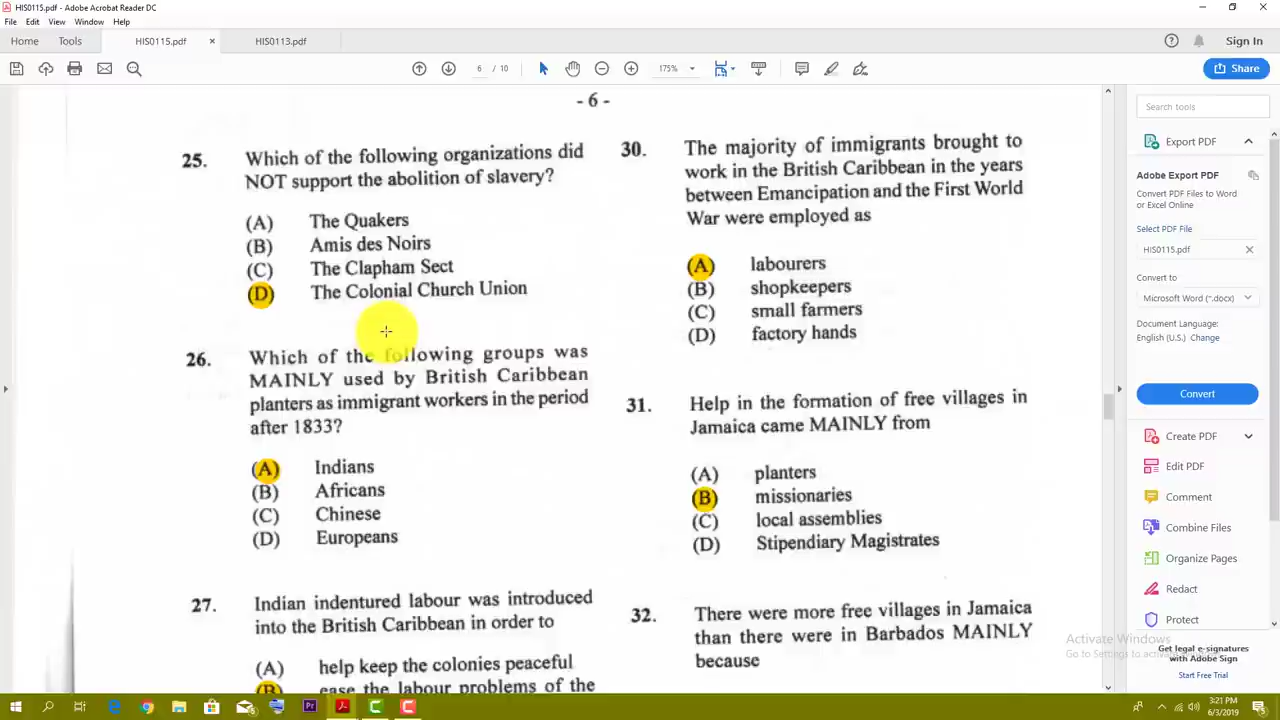 HIS0115.pdf - Adobe Acrobat Reader DC
File Edit View Window Help
Home Tools HIS0115.pdf × HIS0113.pdf
Sign In
6 / 10
175%
Share
- 6 -
25. Which of the following organizations did
NOT support the abolition of slavery?
(A) The Quakers
(B) Amis des Noirs
(C) The Clapham Sect
(D) The Colonial Church Union
26. Which of the following groups was
MAINLY used by British Caribbean
planters as immigrant workers in the period
after 1833?
(A) Indians
(B) Africans
(C) Chinese
(D) Europeans
27. Indian indentured labour was introduced
into the British Caribbean in order to
(A) help keep the colonies peaceful
(B) ease the labour problems of the
30. The majority of immigrants brought to
work in the British Caribbean in the years
between Emancipation and the First World
War were employed as
(A) labourers
(B) shopkeepers
(C) small farmers
(D) factory hands
31. Help in the formation of free villages in
Jamaica came MAINLY from
(A) planters
(B) missionaries
(C) local assemblies
(D) Stipendiary Magistrates
32. There were more free villages in Jamaica
than there were in Barbados MAINLY
because
Search tools
Export PDF
Adobe Export PDF
Convert PDF Files to Word
or Excel Online
Select PDF File
HIS0115.pdf
Convert to
Microsoft Word (*.docx)
Document Language:
English (U.S.) Change
Convert
Create PDF
Edit PDF
Comment
Combine Files
Organize Pages
Redact
Protect
Activate Windows
Go to Settings to activate
Get legal e-signatures
with Adobe Sign
Start Free Trial
3:21 PM
6/3/2019